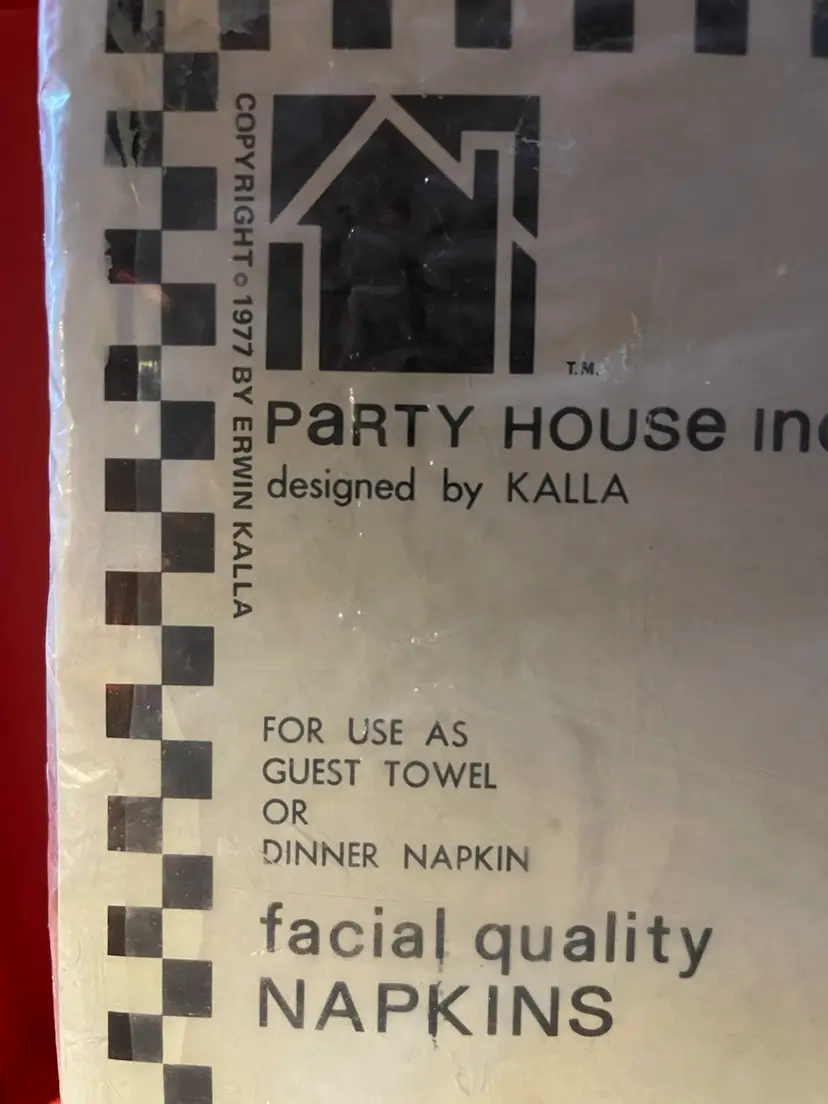 COPYRIGHT © 1977 BY ERWIN KALLA
T.M.
PaRTY HOUSe Inc
designed by KALLA
FOR USE AS
GUEST TOWEL
OR
DINNER NAPKIN
facial quality
NAPKINS